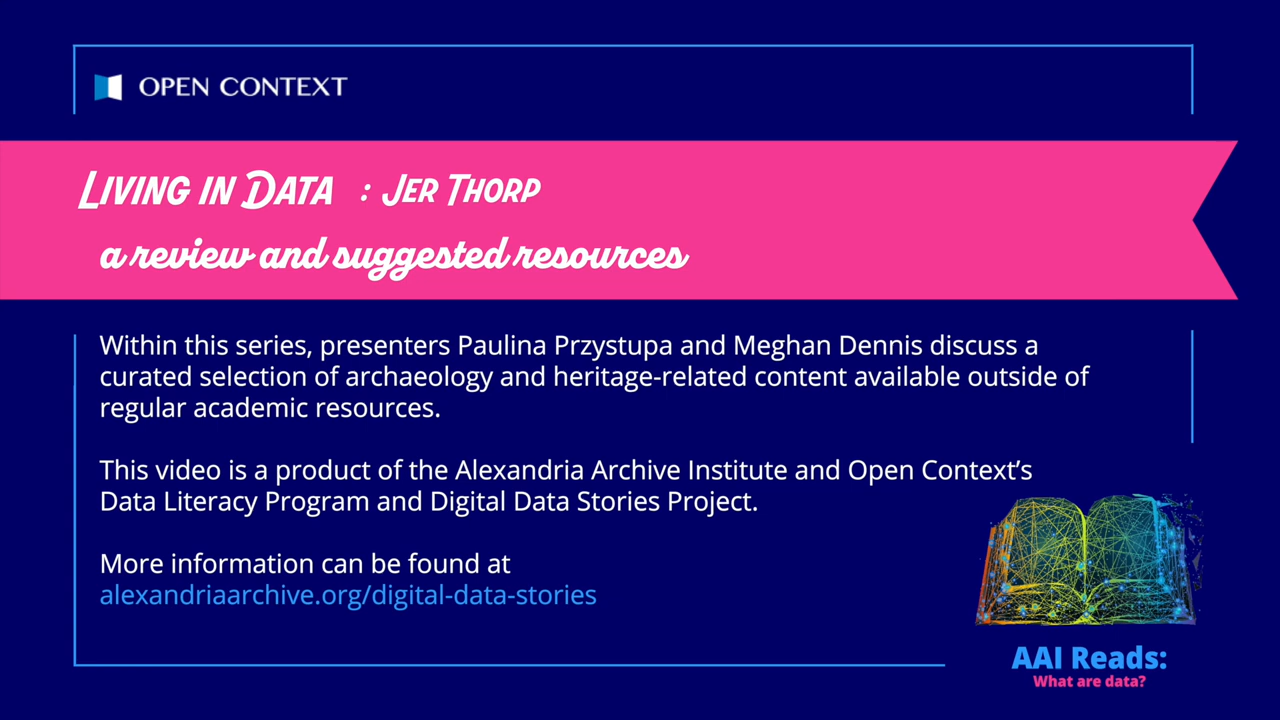 OPEN CONTEXT
LIVING IN DATA : JER THORP
a review and suggested resources
Within this series, presenters Paulina Przystupa and Meghan Dennis discuss a
curated selection of archaeology and heritage-related content available outside of
regular academic resources.
This video is a product of the Alexandria Archive Institute and Open Context’s
Data Literacy Program and Digital Data Stories Project.
More information can be found at
alexandriaarchive.org/digital-data-stories
AAI Reads:
What are data?